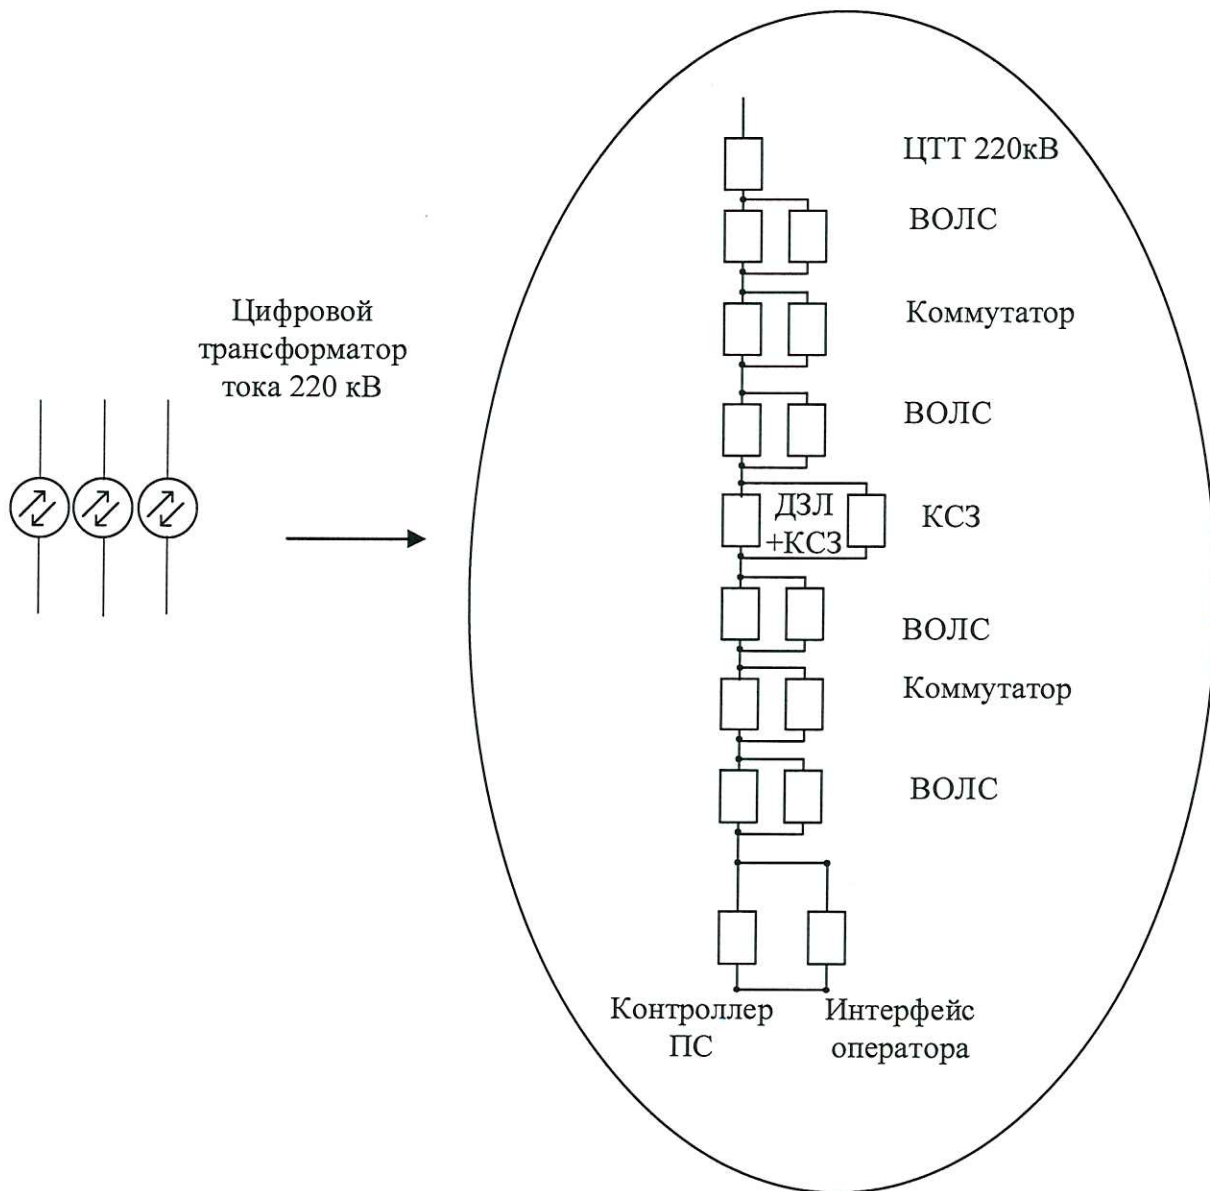 Цифровой
трансформатор
тока 220 кВ
ЦТТ 220кВ
ВОЛС
Коммутатор
ВОЛС
ДЗЛ
+КСЗ
КСЗ
ВОЛС
Коммутатор
ВОЛС
Контроллер
ПС
Интерфейс
оператора